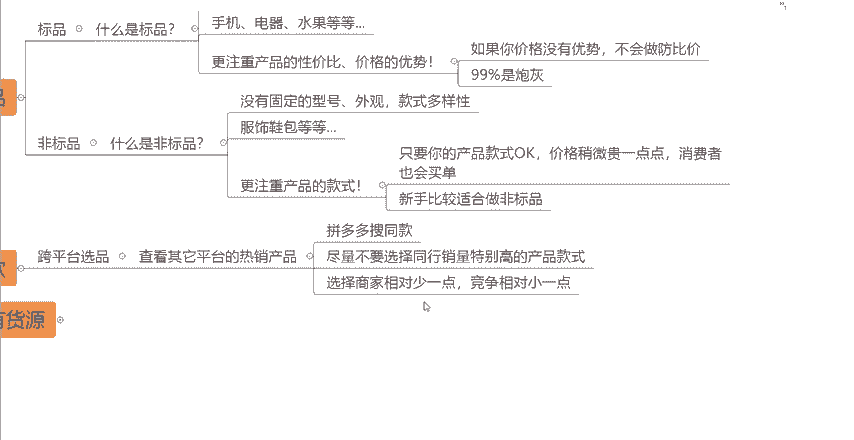 标品
什么是标品？
手机、电器、水果等等...
更注重产品的性价比、价格的优势！
如果你价格没有优势，不会做防比价
99%是炮灰
品
非标品
什么是非标品？
没有固定的型号、外观，款式多样性
服饰鞋包等等...
更注重产品的款式！
只要你的产品款式OK，价格稍微贵一点点，消费者
也会买单
新手比较适合做非标品
款
跨平台选品
查看其它平台的热销产品
拼多多搜同款
尽量不要选择同行销量特别高的产品款式
选择商家相对少一点，竞争相对小一点
有货源